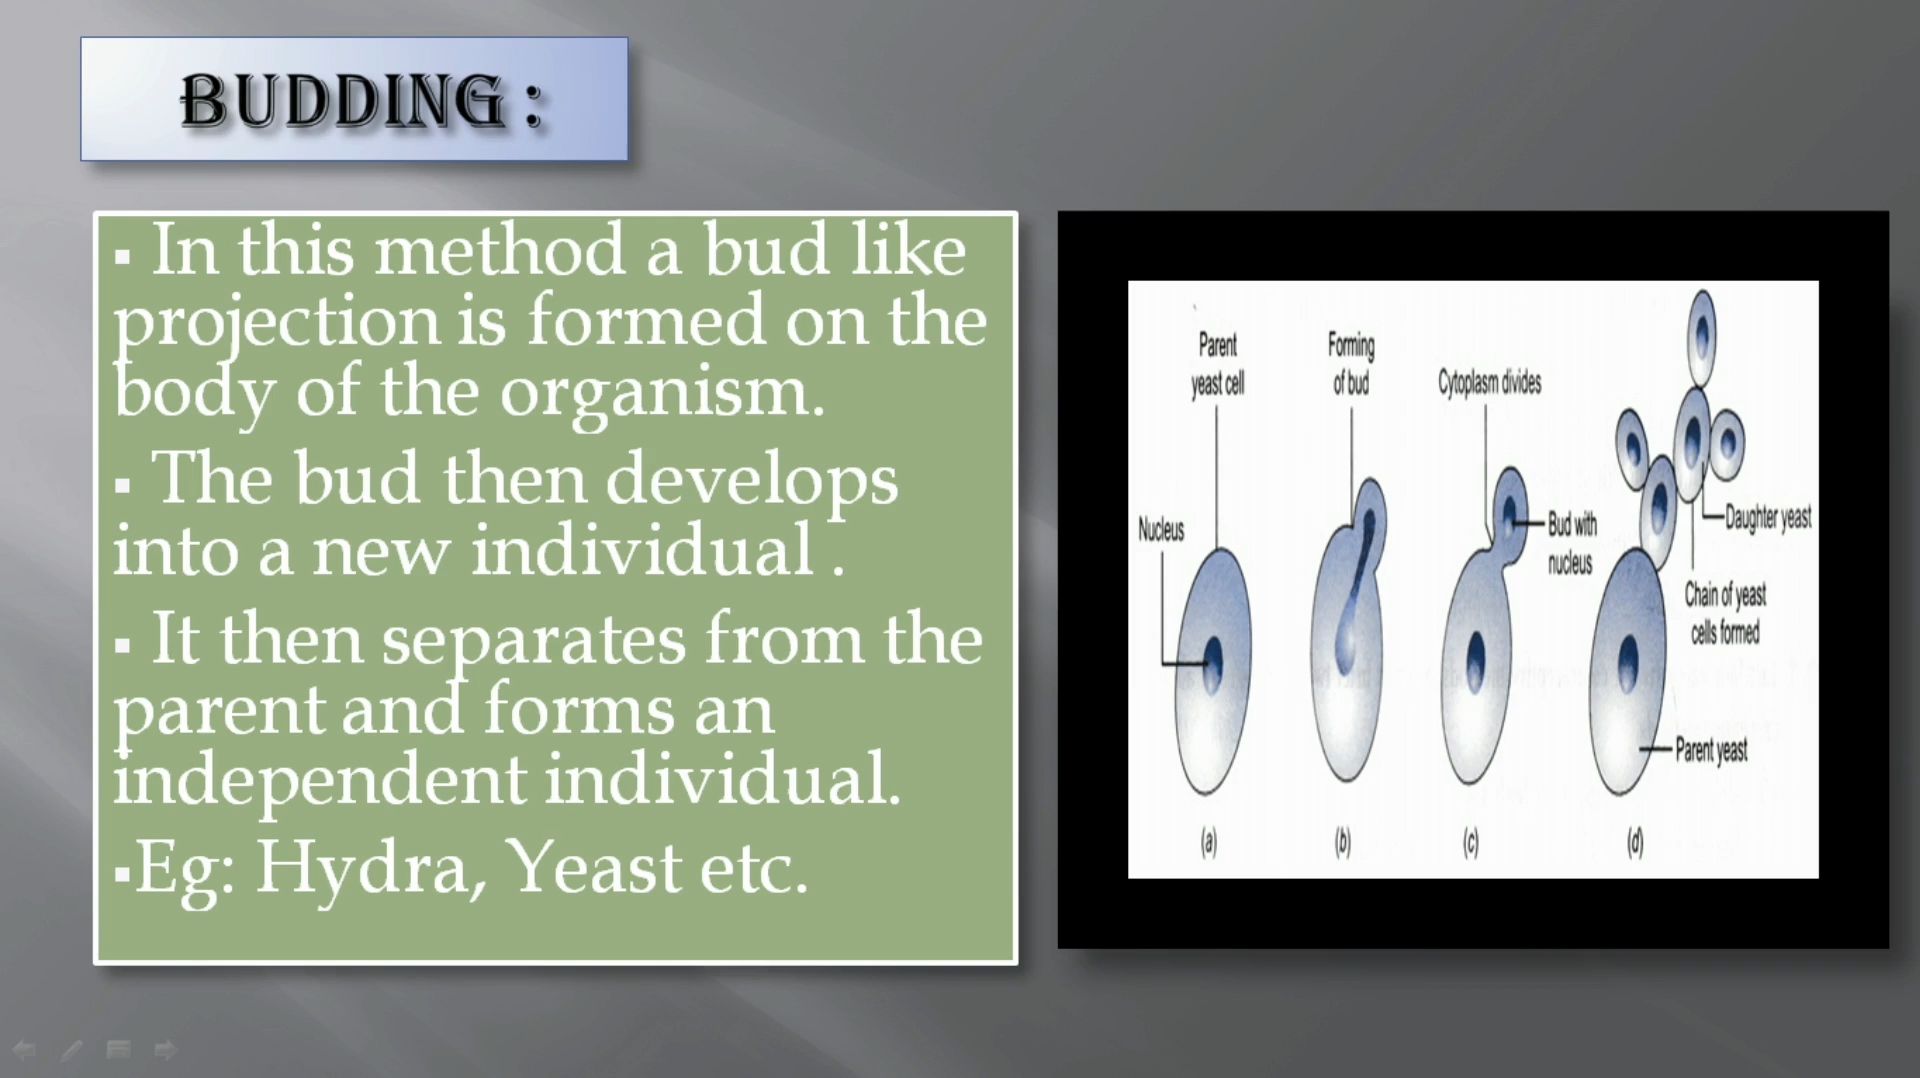 BUDDING :
▪ In this method a bud like
projection is formed on the
body of the organism.
▪ The bud then develops
into a new individual .
▪ It then separates from the
parent and forms an
independent individual.
▪Eg: Hydra, Yeast etc.
Parent
yeast cell
Forming
of bud
Cytoplasm divides
Nucleus
Bud with
nucleus
Daughter yeast
Chain of yeast
cells formed
Parent yeast
(a)
(b)
(c)
(d)